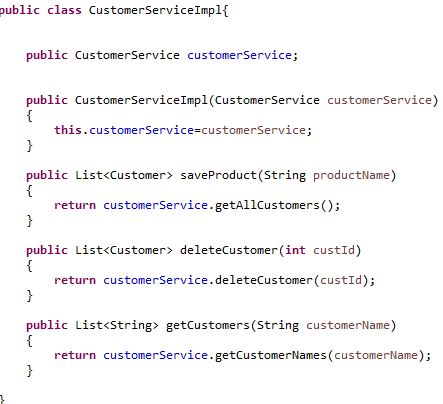 public class CustomerServiceImpl{
public CustomerService customerService;
public CustomerServiceImpl(CustomerService customerService)
{
this.customerService=customerService;
}
public List<Customer> saveProduct(String productName)
{
return customerService.getAllCustomers();
}
public List<Customer> deleteCustomer(int custId)
{
return customerService.deleteCustomer(custId);
}
public List<String> getCustomers(String customerName)
{
return customerService.getCustomerNames(customerName);
}
}